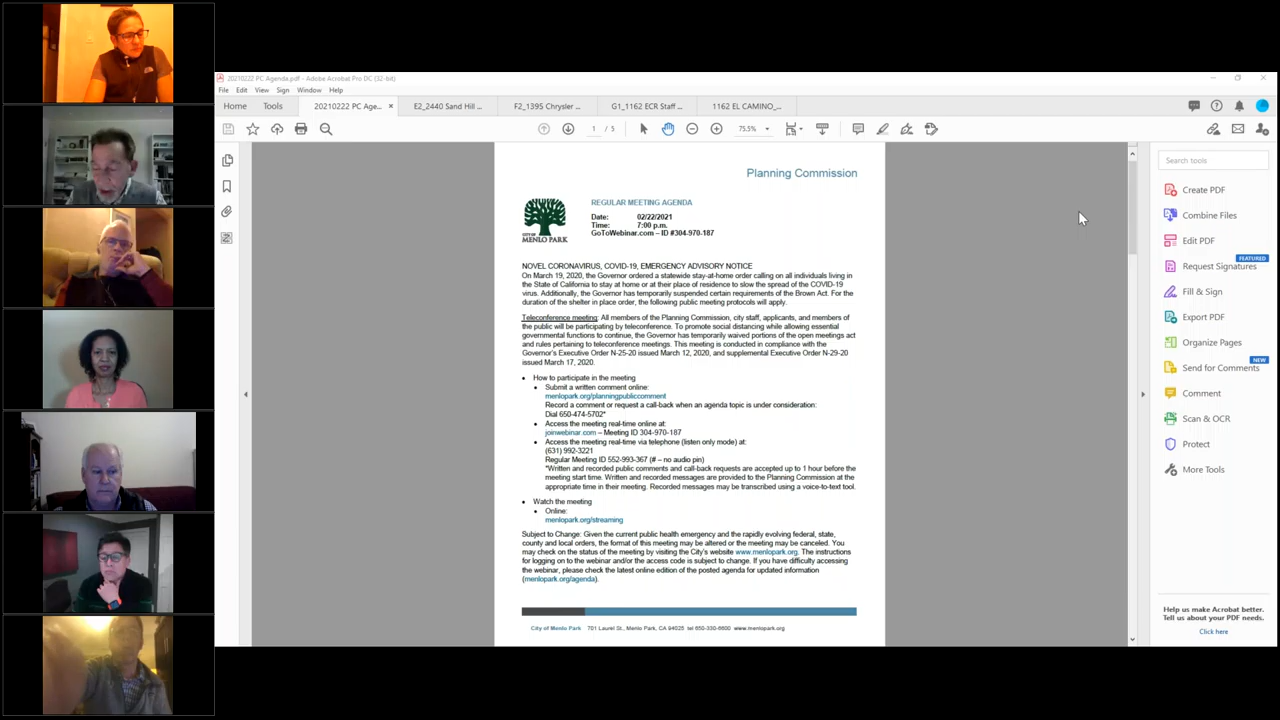 20210222 PC Agenda.pdf - Adobe Acrobat Pro DC (32-bit)
File Edit View Sign Window Help
Home Tools 20210222 PC Age... × E2_2440 Sand Hill ... F2_1395 Chrysler ... G1_1162 ECR Staff ... 1162 EL CAMINO_...
1 / 5 75.5%
Planning Commission
REGULAR MEETING AGENDA
Date: 02/22/2021
Time: 7:00 p.m.
GoToWebinar.com – ID #304-970-187
CITY OF
MENLO PARK
NOVEL CORONAVIRUS, COVID-19, EMERGENCY ADVISORY NOTICE
On March 19, 2020, the Governor ordered a statewide stay-at-home order calling on all individuals living in
the State of California to stay at home or at their place of residence to slow the spread of the COVID-19
virus. Additionally, the Governor has temporarily suspended certain requirements of the Brown Act. For the
duration of the shelter in place order, the following public meeting protocols will apply.
Teleconference meeting: All members of the Planning Commission, city staff, applicants, and members of
the public will be participating by teleconference. To promote social distancing while allowing essential
governmental functions to continue, the Governor has temporarily waived portions of the open meetings act
and rules pertaining to teleconference meetings. This meeting is conducted in compliance with the
Governor's Executive Order N-25-20 issued March 12, 2020, and supplemental Executive Order N-29-20
issued March 17, 2020.
• How to participate in the meeting
• Submit a written comment online:
menlopark.org/planningpubliccomment
Record a comment or request a call-back when an agenda topic is under consideration:
Dial 650-474-5702*
• Access the meeting real-time online at:
joinwebinar.com – Meeting ID 304-970-187
• Access the meeting real-time via telephone (listen only mode) at:
(631) 992-3221
Regular Meeting ID 552-993-367 (# – no audio pin)
*Written and recorded public comments and call-back requests are accepted up to 1 hour before the
meeting start time. Written and recorded messages are provided to the Planning Commission at the
appropriate time in their meeting. Recorded messages may be transcribed using a voice-to-text tool.
• Watch the meeting
• Online:
menlopark.org/streaming
Subject to Change: Given the current public health emergency and the rapidly evolving federal, state,
county and local orders, the format of this meeting may be altered or the meeting may be canceled. You
may check on the status of the meeting by visiting the City's website www.menlopark.org. The instructions
for logging on to the webinar and/or the access code is subject to change. If you have difficulty accessing
the webinar, please check the latest online edition of the posted agenda for updated information
(menlopark.org/agenda).
City of Menlo Park 701 Laurel St., Menlo Park, CA 94025 tel 650-330-6600 www.menlopark.org
Search tools
Create PDF
Combine Files
Edit PDF
FEATURED
Request Signatures
Fill & Sign
Export PDF
Organize Pages
NEW
Send for Comments
Comment
Scan & OCR
Protect
More Tools
Help us make Acrobat better.
Tell us about your PDF needs.
Click here